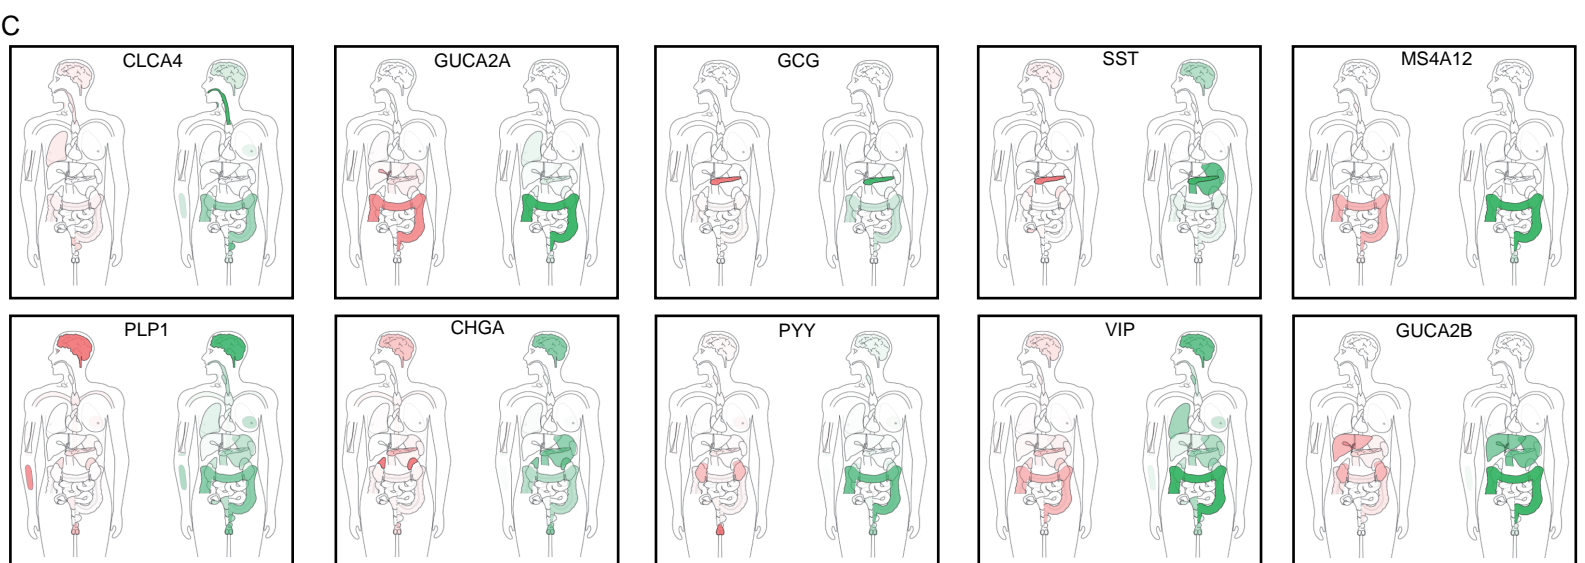 C
CLCA4
GUCA2A
GCG
SST
MS4A12
PLP1
CHGA
PYY
VIP
GUCA2B